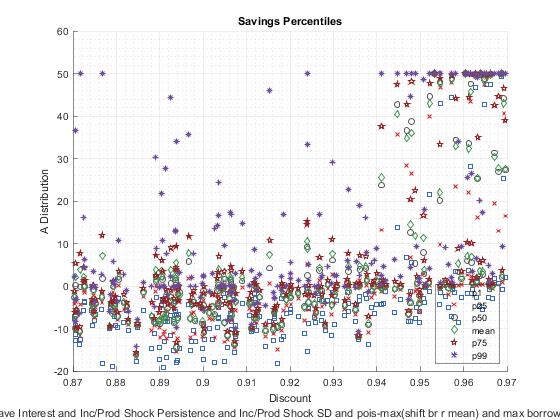 Savings Percentiles
A Distribution
60
50
40
30
20
10
0
-10
-20
0.87 0.88 0.89 0.9 0.91 0.92 0.93 0.94 0.95 0.96 0.97
p50
mean
p75
p99
Discount
ave Interest and Inc/Prod Shock Persistence and Inc/Prod Shock SD and pois-max(shift br r mean) and max borrow